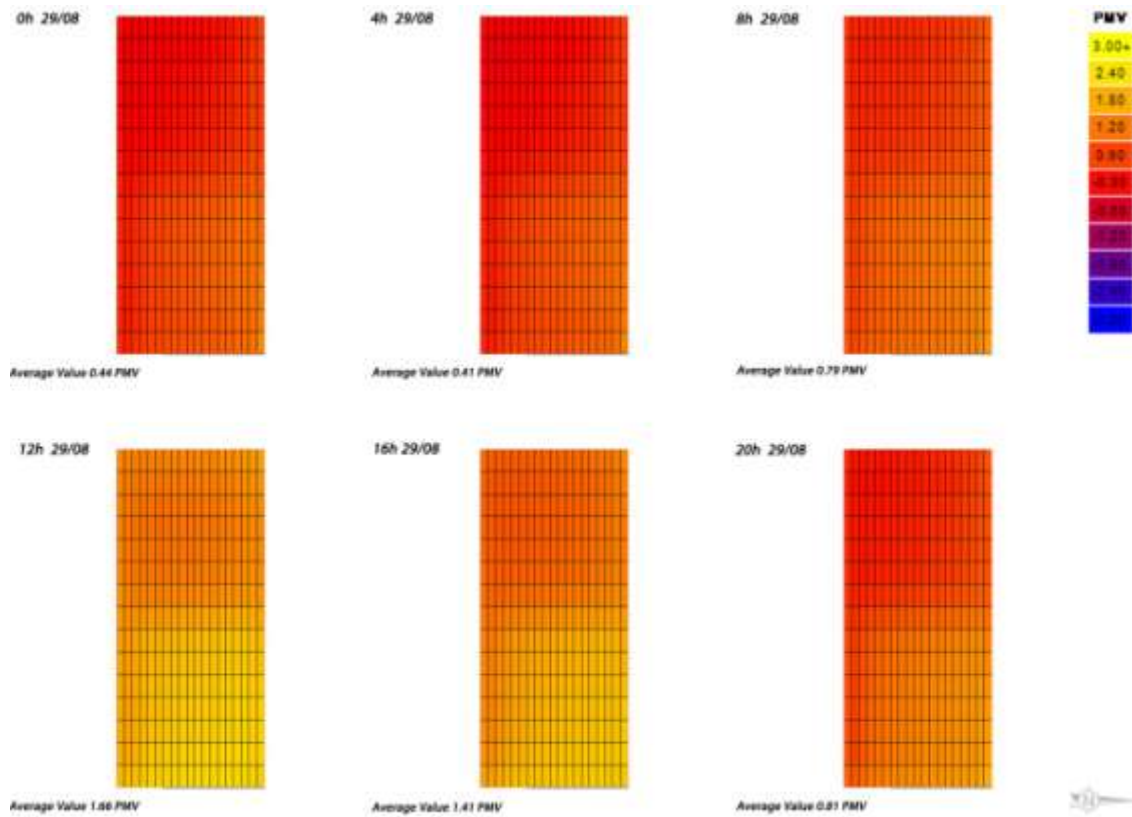 0h 29/08
4h 29/08
8h 29/08
PMV
3.00+
2.40
1.80
1.20
Average Value 0.44 PMV
Average Value 0.41 PMV
Average Value 0.79 PMV
12h 29/08
16h 29/08
20h 29/08
Average Value 1.66 PMV
Average Value 1.41 PMV
Average Value 0.81 PMV